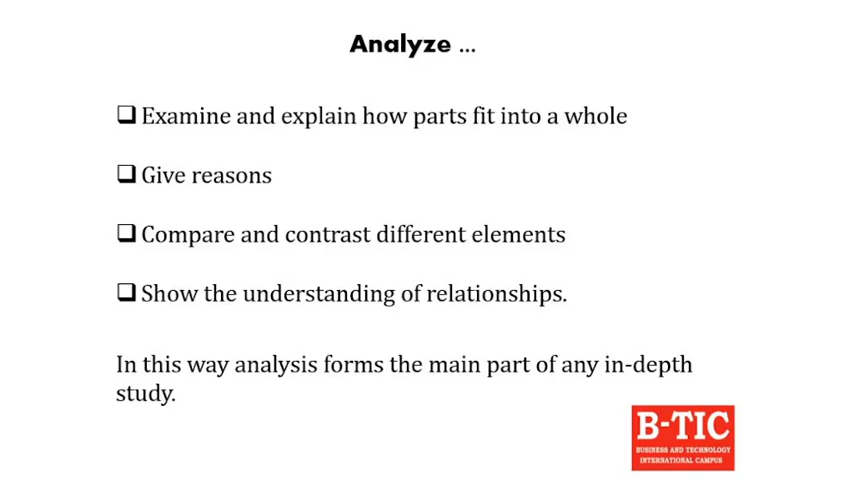 Analyze ...
Examine and explain how parts fit into a whole
Give reasons
Compare and contrast different elements
Show the understanding of relationships.
In this way analysis forms the main part of any in-depth
study.
B-TIC
BUSINESS AND TECHNOLOGY
INTERNATIONAL CAMPUS